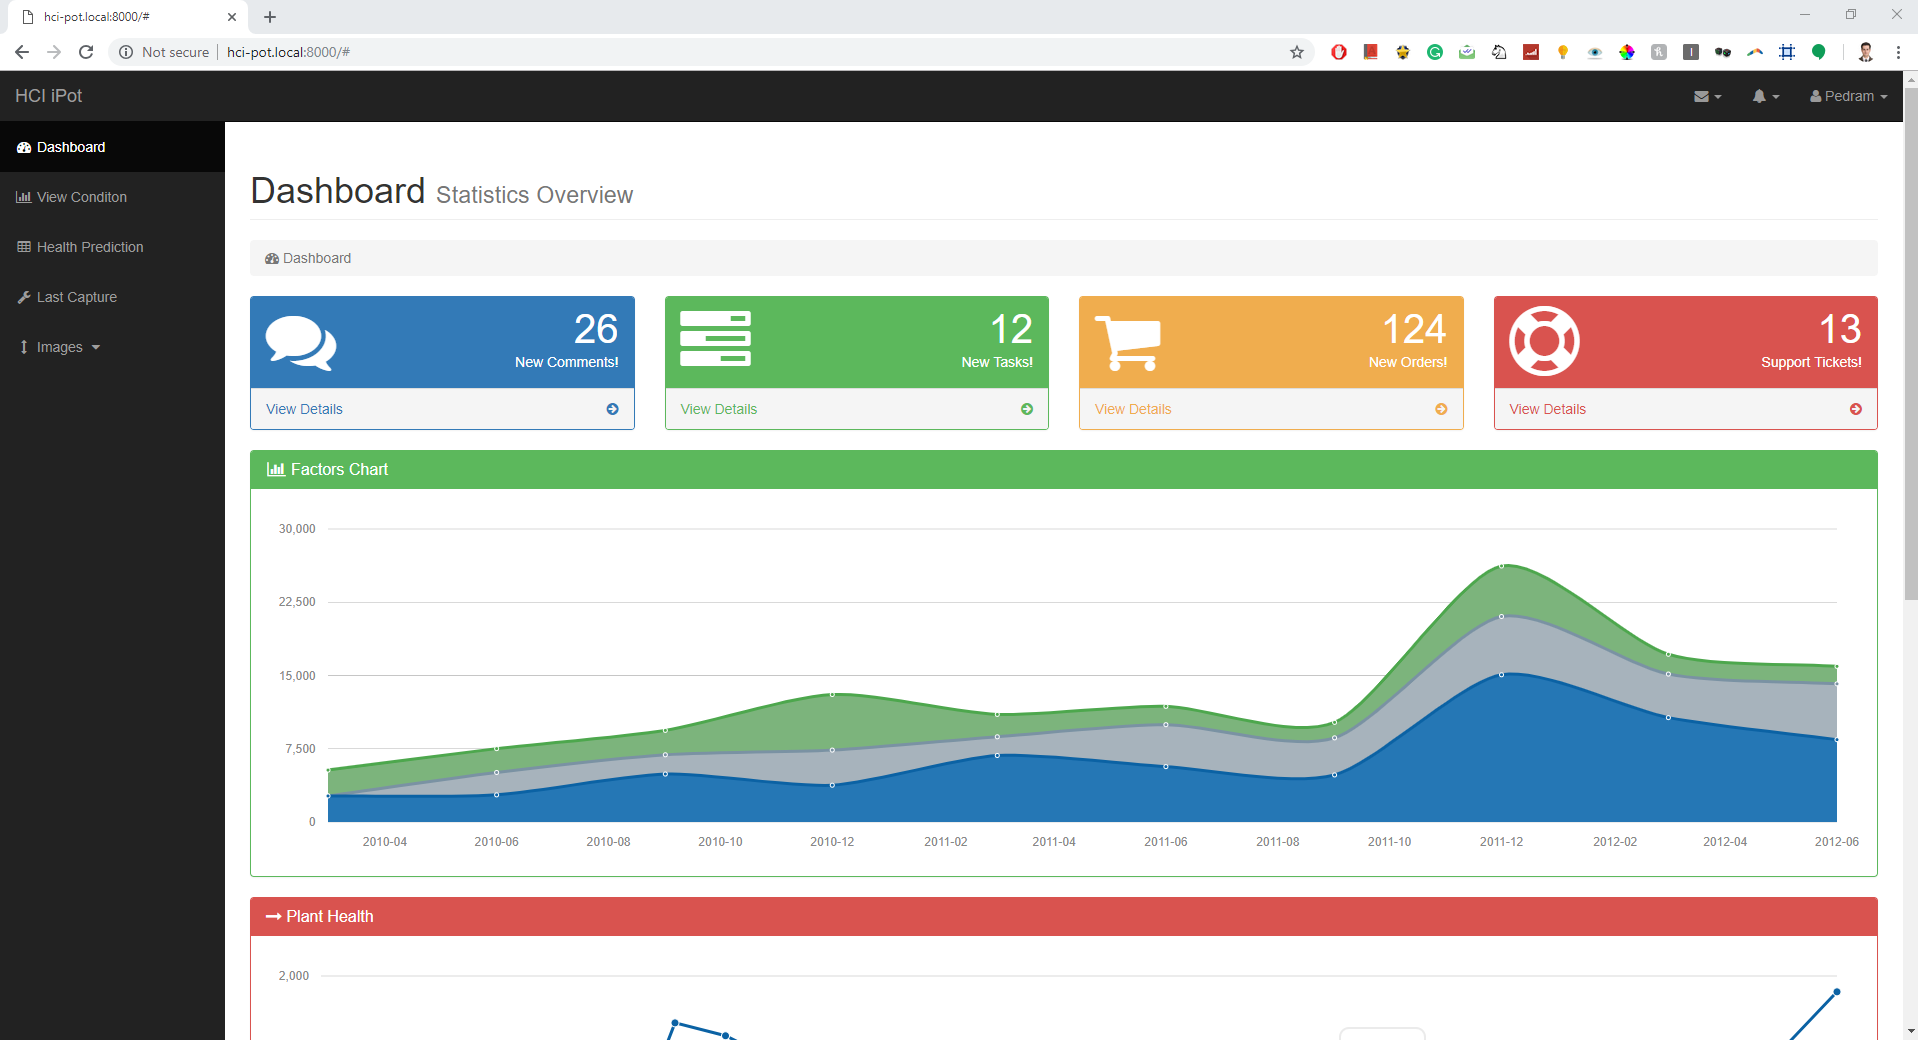 hci-pot.local:8000/#
Not secure hci-pot.local:8000/#
HCI iPot
Pedram
Dashboard
View Conditon
Health Prediction
Last Capture
Images
Dashboard Statistics Overview
Dashboard
26
New Comments!
View Details
12
New Tasks!
View Details
124
New Orders!
View Details
13
Support Tickets!
View Details
Factors Chart
30,000
22,500
15,000
7,500
0
2010-04 2010-06 2010-08 2010-10 2010-12 2011-02 2011-04 2011-06 2011-08 2011-10 2011-12 2012-02 2012-04 2012-06
Plant Health
2,000